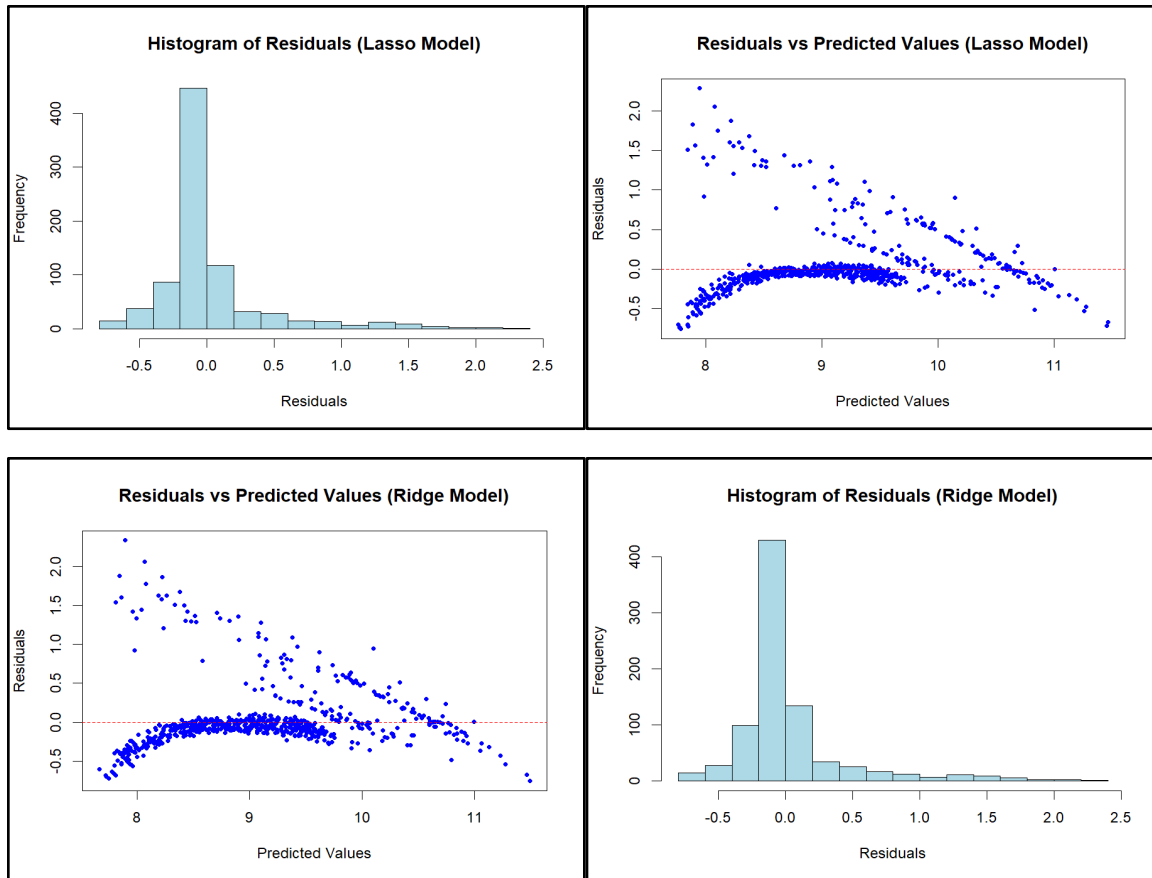 Histogram of Residuals (Lasso Model)
Frequency
400
300
200
100
0
-0.5 0.0 0.5 1.0 1.5 2.0 2.5
Residuals
Residuals vs Predicted Values (Lasso Model)
Residuals
2.0
1.5
1.0
0.5
0.0
-0.5
8 9 10 11
Predicted Values
Residuals vs Predicted Values (Ridge Model)
Residuals
2.0
1.5
1.0
0.5
0.0
-0.5
8 9 10 11
Predicted Values
Histogram of Residuals (Ridge Model)
Frequency
400
300
200
100
0
-0.5 0.0 0.5 1.0 1.5 2.0 2.5
Residuals